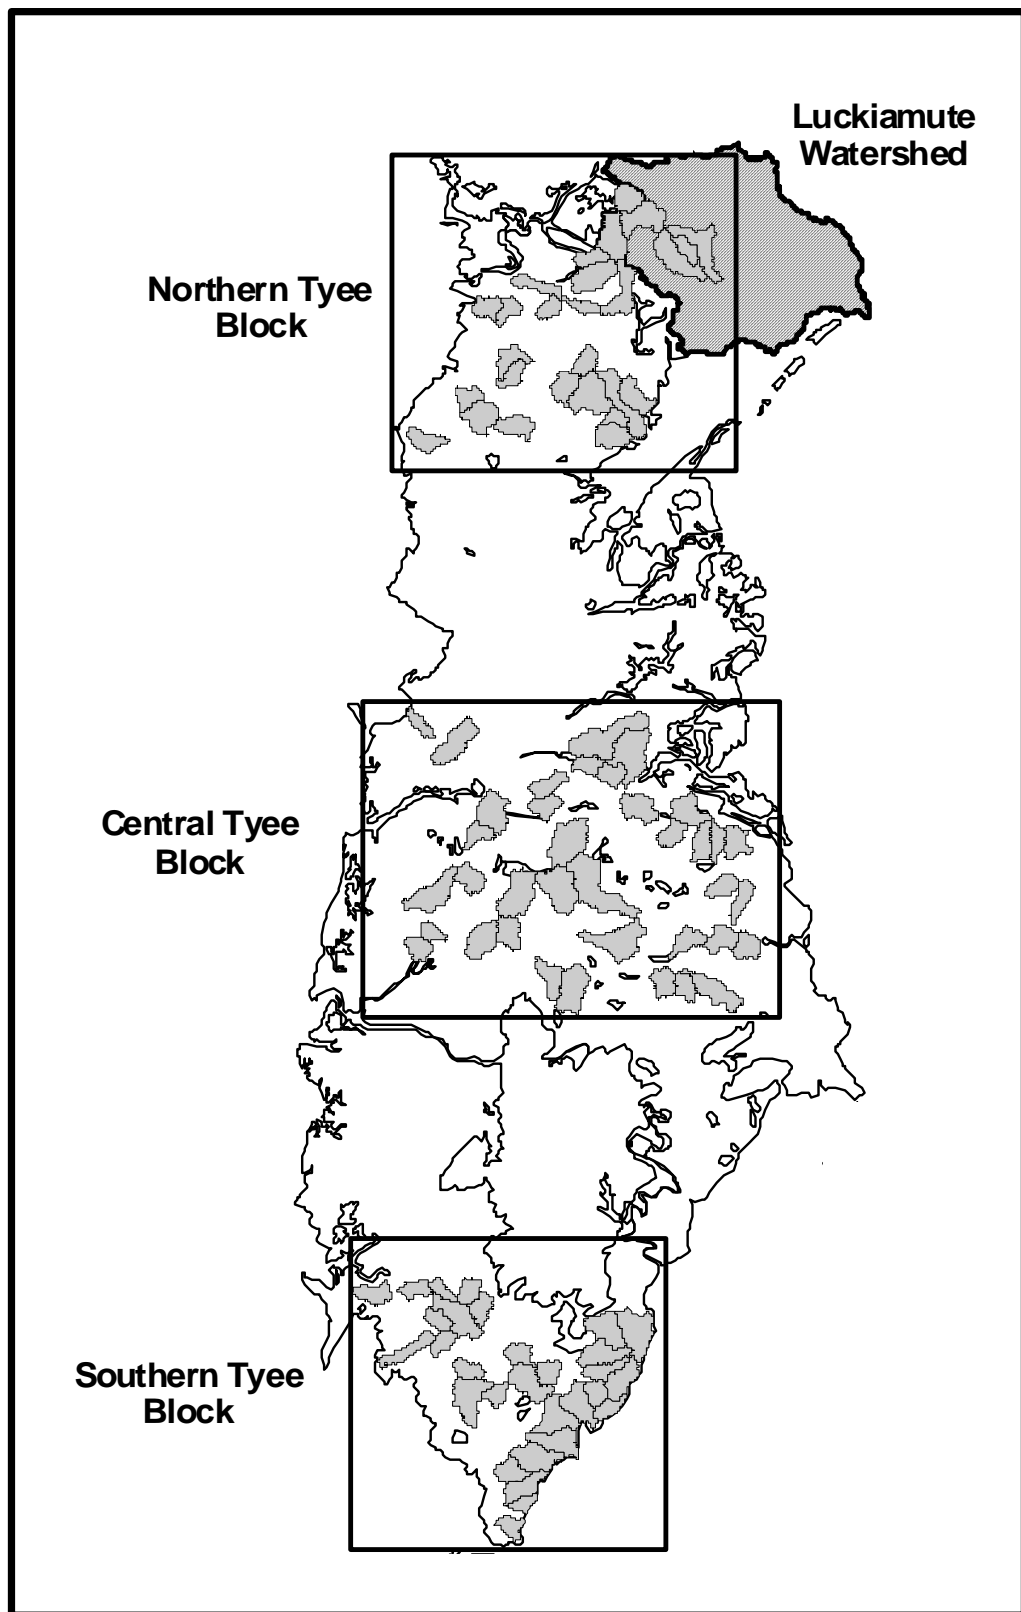 Luckiamute
Watershed
Northern Tyee
Block
Central Tyee
Block
Southern Tyee
Block